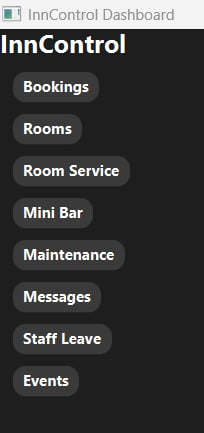 InnControl Dashboard
InnControl
Bookings
Rooms
Room Service
Mini Bar
Maintenance
Messages
Staff Leave
Events